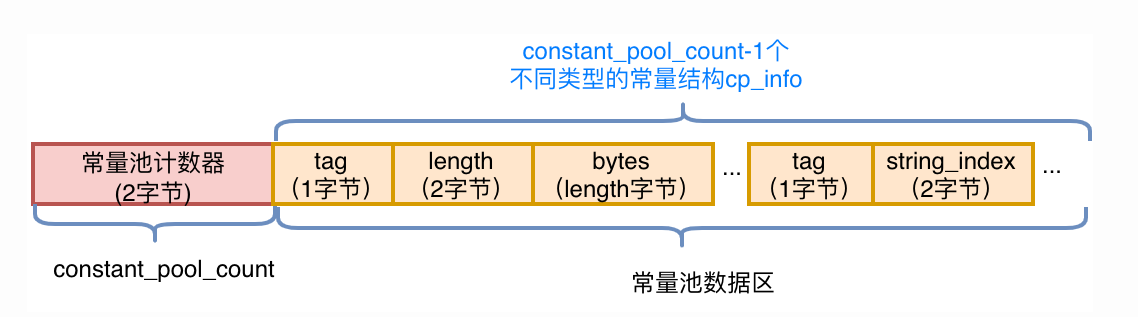 constant_pool_count-1个
不同类型的常量结构cp_info
常量池计数器
(2字节)
tag
（1字节）
length
（2字节）
bytes
（length字节）
...
tag
（1字节）
string_index
（2字节）
...
constant_pool_count
常量池数据区